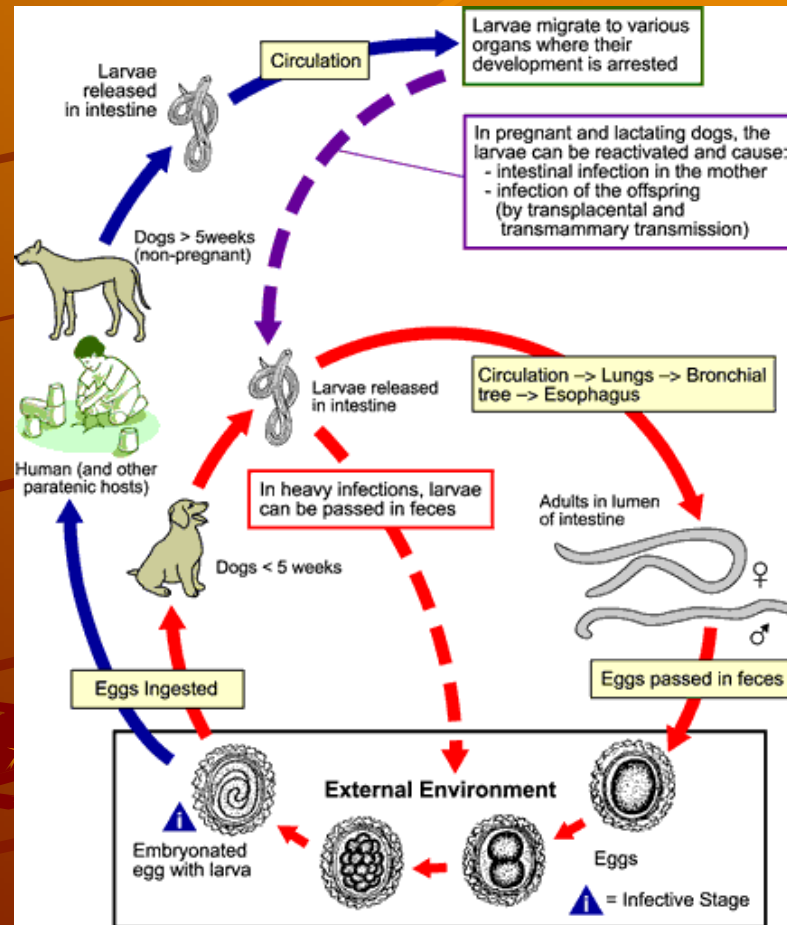 Larvae migrate to various
organs where their
development is arrested
Circulation
Larvae
released
in intestine
In pregnant and lactating dogs, the
larvae can be reactivated and cause:
- intestinal infection in the mother
- infection of the offspring
(by transplacental and
transmammary transmission)
Dogs > 5weeks
(non-pregnant)
Larvae released
in intestine
Circulation –> Lungs –> Bronchial
tree –> Esophagus
Human (and other
paratenic hosts)
In heavy infections, larvae
can be passed in feces
Adults in lumen
of intestine
♀
♂
Dogs < 5 weeks
Eggs Ingested
Eggs passed in feces
External Environment
i
Embryonated
egg with larva
Eggs
i = Infective Stage